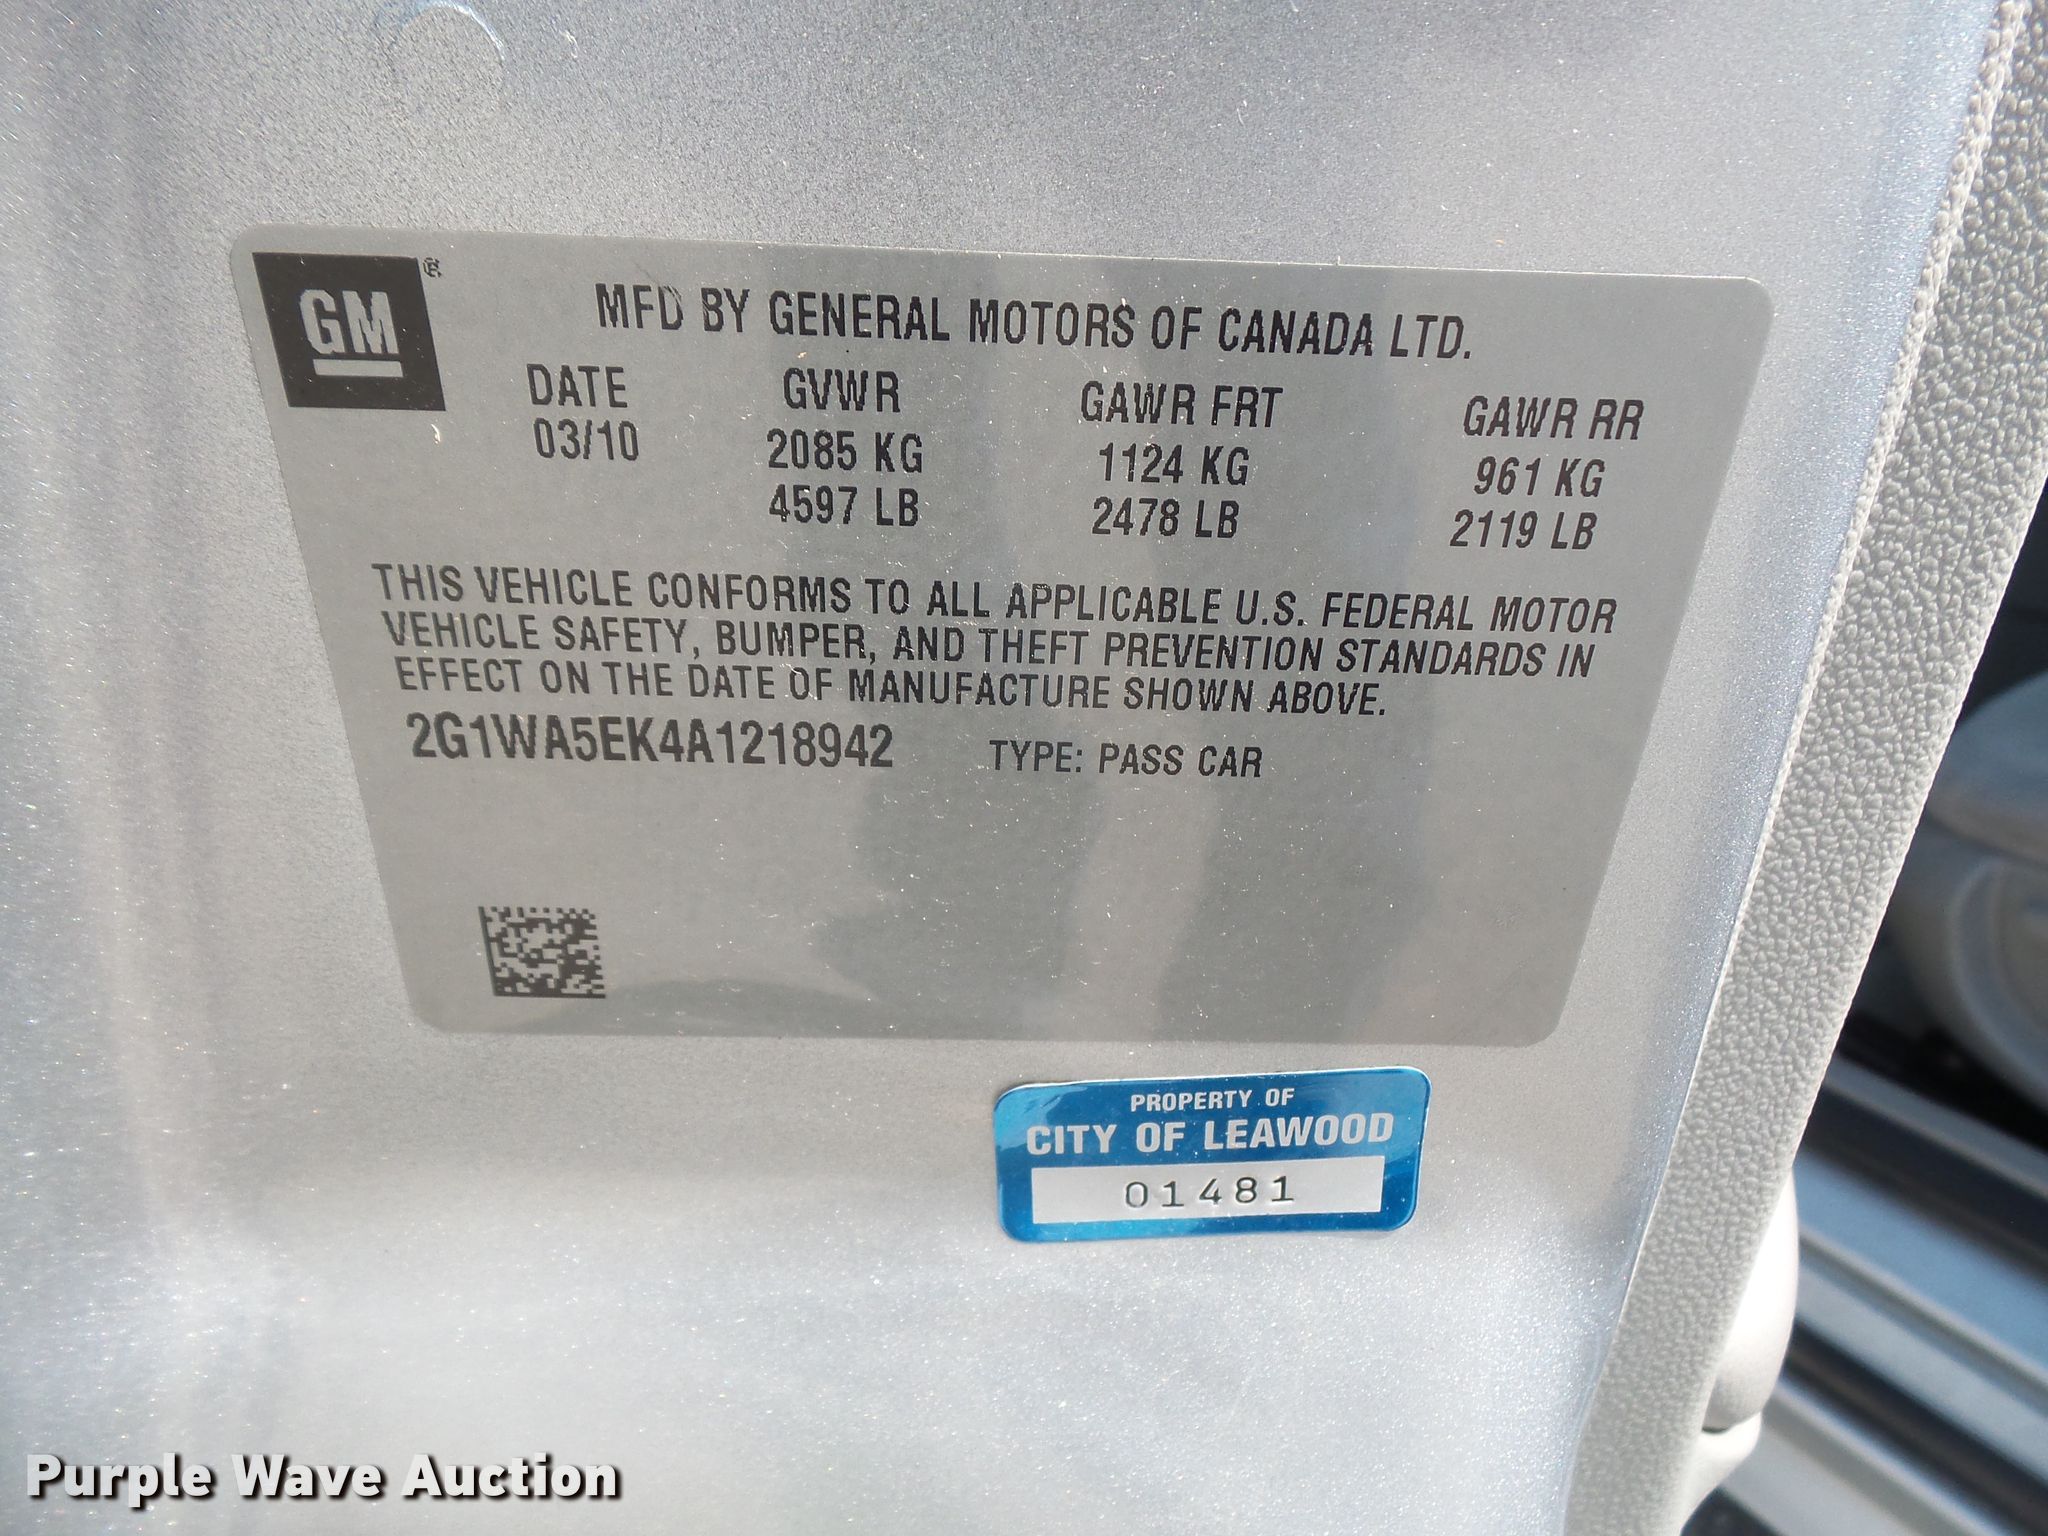 GM®
MFD BY GENERAL MOTORS OF CANADA LTD.
DATE GVWR GAWR FRT GAWR RR
03/10 2085 KG 1124 KG 961 KG
4597 LB 2478 LB 2119 LB
THIS VEHICLE CONFORMS TO ALL APPLICABLE U.S. FEDERAL MOTOR
VEHICLE SAFETY, BUMPER, AND THEFT PREVENTION STANDARDS IN
EFFECT ON THE DATE OF MANUFACTURE SHOWN ABOVE.
2G1WA5EK4A1218942 TYPE: PASS CAR
PROPERTY OF
CITY OF LEAWOOD
01481
Purple Wave Auction